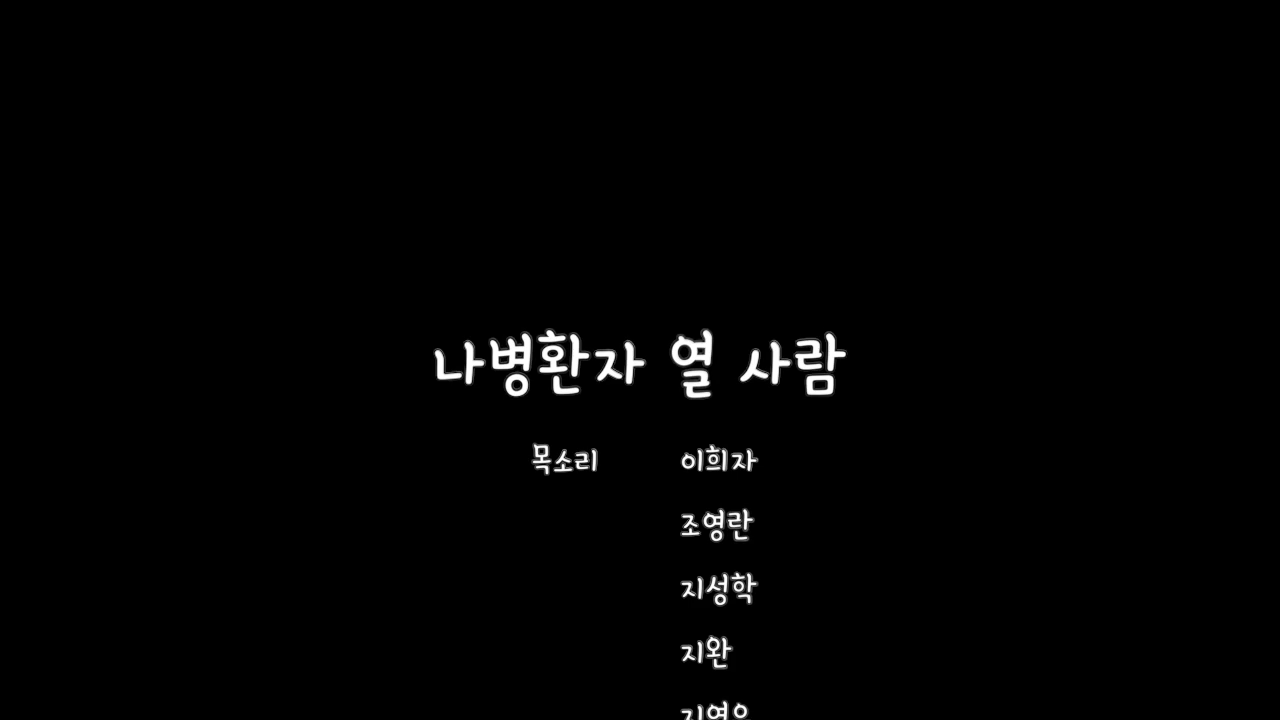 나병환자 열 사람
목소리 이희자
조영란
지성학
지완